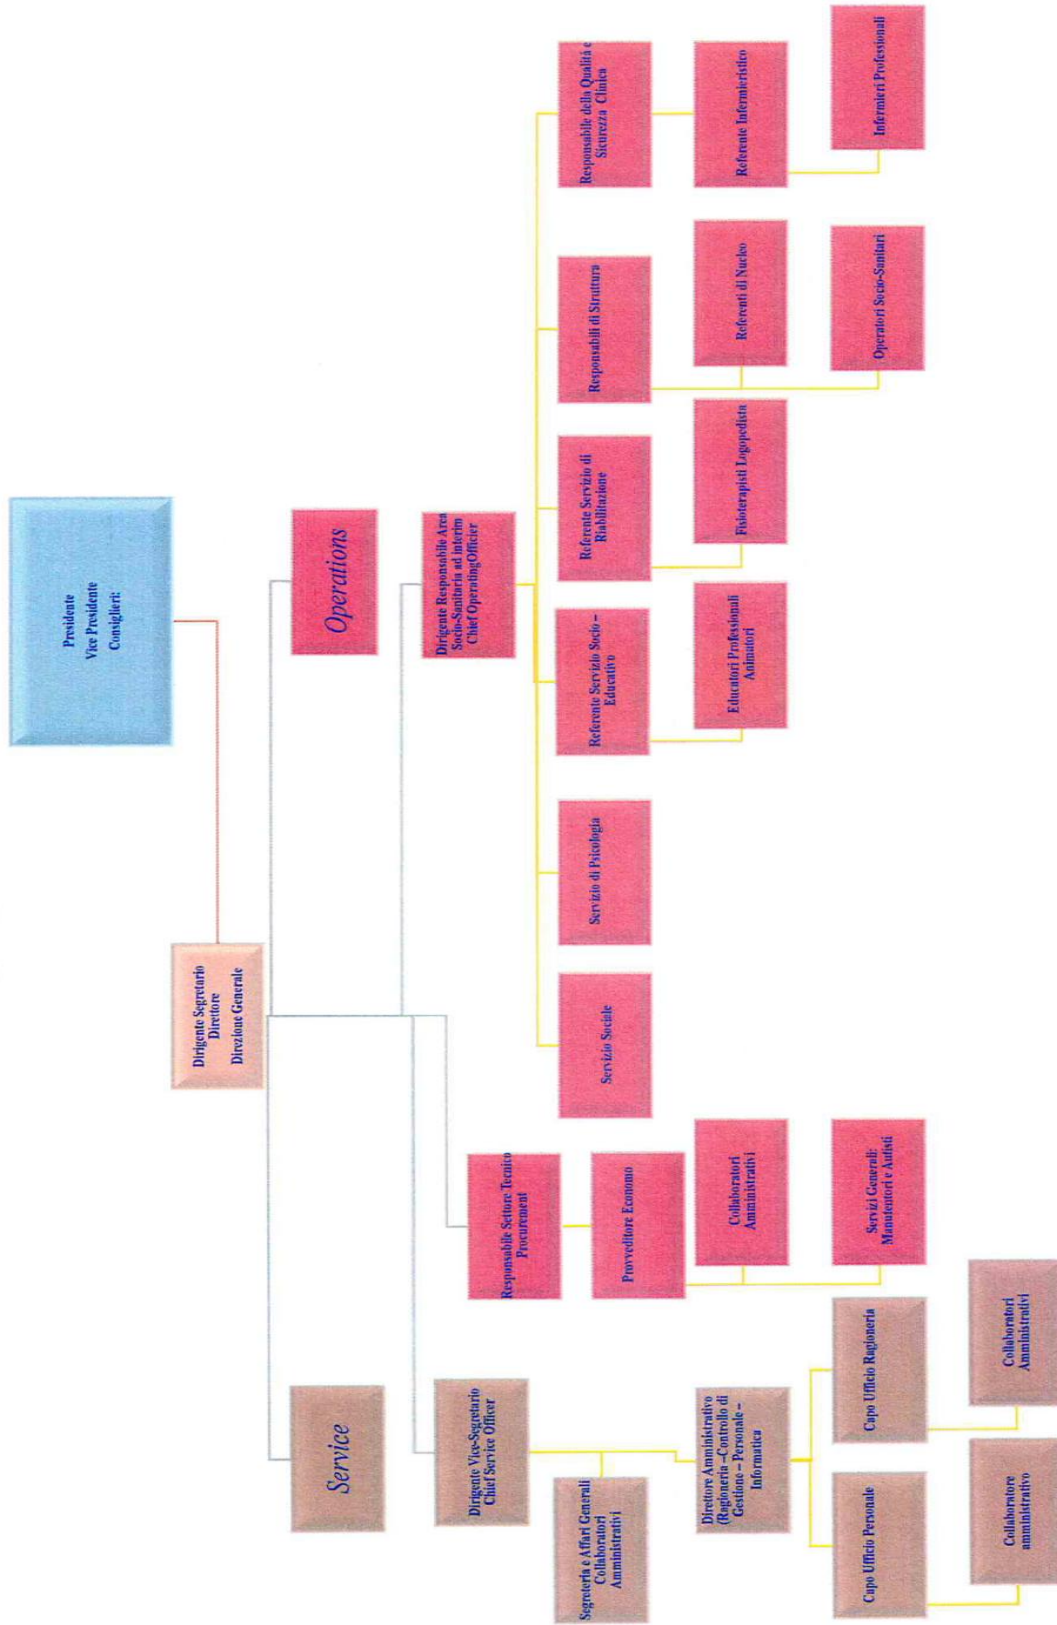 Presidente
Vice Presidente
Consiglieri:
Dirigente Segretario
Direttore
Direzione Generale
Service
Operations
Dirigente Vice-Segretario
Chief Service Officer
Segreteria e Affari Generali
Collaboratori
Amministrativi
Direttore Amministrativo
(Ragioneria –Controllo di
Gestione – Personale –
Informatica
Capo Ufficio Personale
Collaboratore
amministrativo
Capo Ufficio Ragioneria
Collaboratori
Amministrativi
Responsabile Settore Tecnico
Procurement
Provveditore Economo
Collaboratori
Amministrativi
Servizi Generali:
Manutentori e Autisti
Dirigente Responsabile Area
Socio-Sanitaria ad interim
Chief OperatingOfficier
Servizio Sociale
Servizio di Psicologia
Referente Servizio Socio –
Educativo
Educatori Professionali
Animatori
Referente Servizio di
Riabilitazione
Fisioterapisti Logopedista
Responsabili di Struttura
Referenti di Nucleo
Operatori Socio-Sanitari
Responsabile della Qualità e
Sicurezza Clinica
Referente Infermieristico
Infermieri Professionali